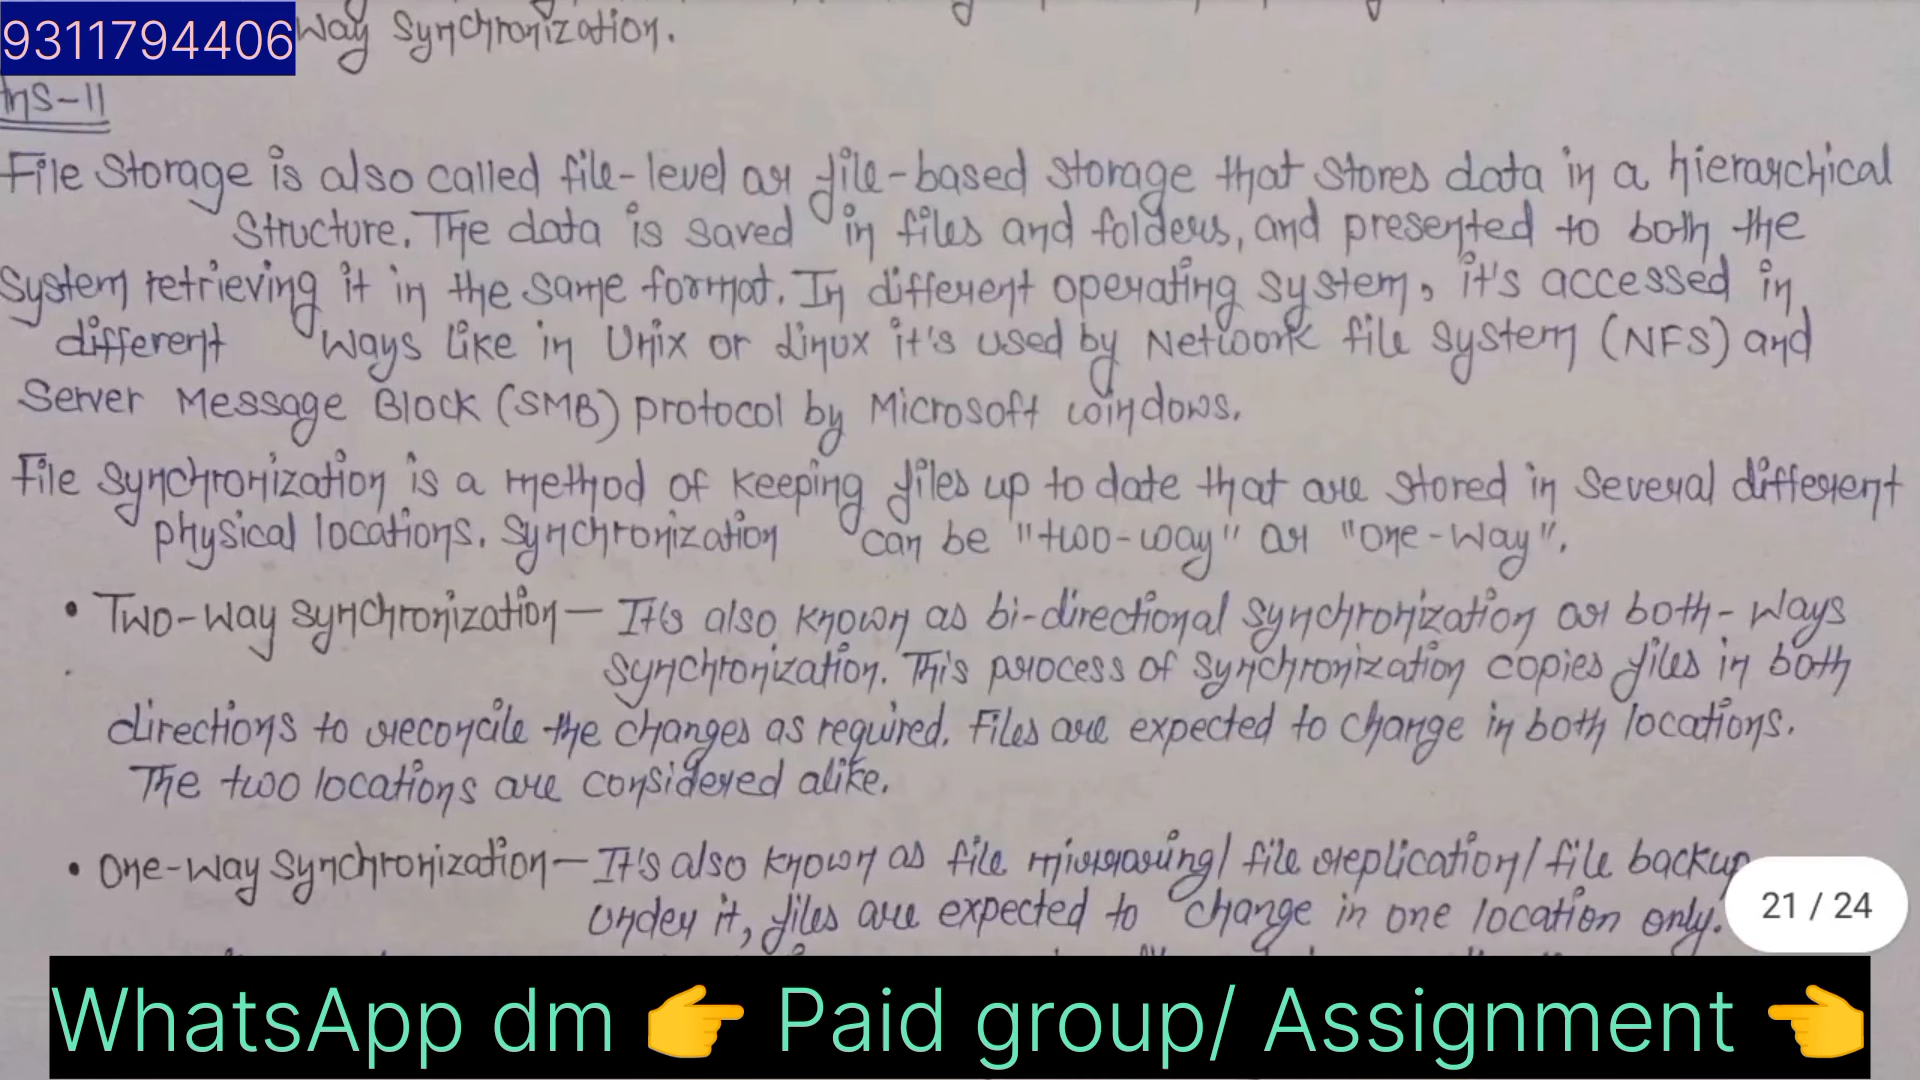 9311794406
Way Synchronization.
Ans-11
File Storage is also called file-level or file-based storage that stores data in a hierarchical
Structure. The data is saved in files and folders, and presented to both the
System retrieving it in the same format. In different operating system, it's accessed in
different ways like in Unix or Linux it's used by Network file system (NFS) and
Server Message Block (SMB) protocol by Microsoft Windows.
File Synchronization is a method of keeping files up to date that are stored in several different
physical locations. Synchronization can be "two-way" or "One-Way".
• Two-way synchronization — It's also known as bi-directional synchronization or both-ways
synchronization. This process of synchronization copies files in both
directions to reconcile the changes as required. Files are expected to change in both locations.
The two locations are considered alike.
• One-way Synchronization — It's also known as file mirroring/ file replication/ file backup
Under it, files are expected to change in one location only.
21 / 24
WhatsApp dm 👉 Paid group/ Assignment 👈